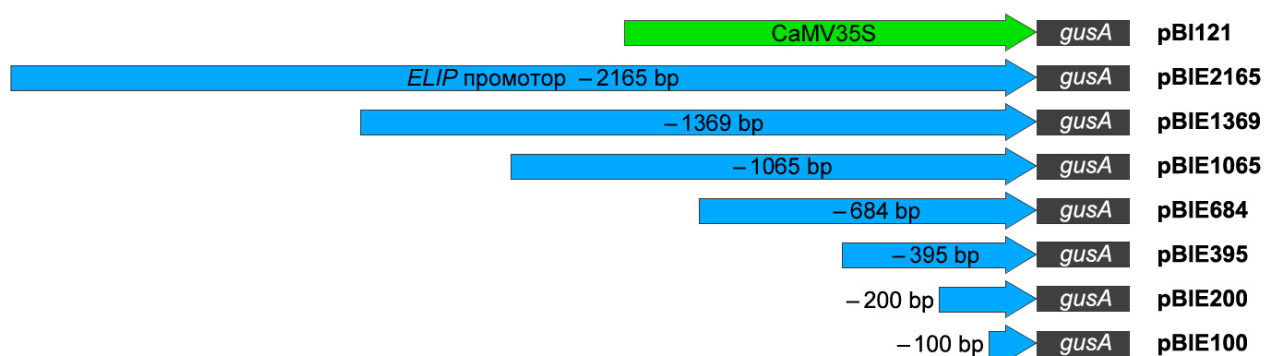 CaMV35S gusA pBI121
ELIP промотор – 2165 bp gusA pBIE2165
– 1369 bp gusA pBIE1369
– 1065 bp gusA pBIE1065
– 684 bp gusA pBIE684
– 395 bp gusA pBIE395
– 200 bp gusA pBIE200
– 100 bp gusA pBIE100